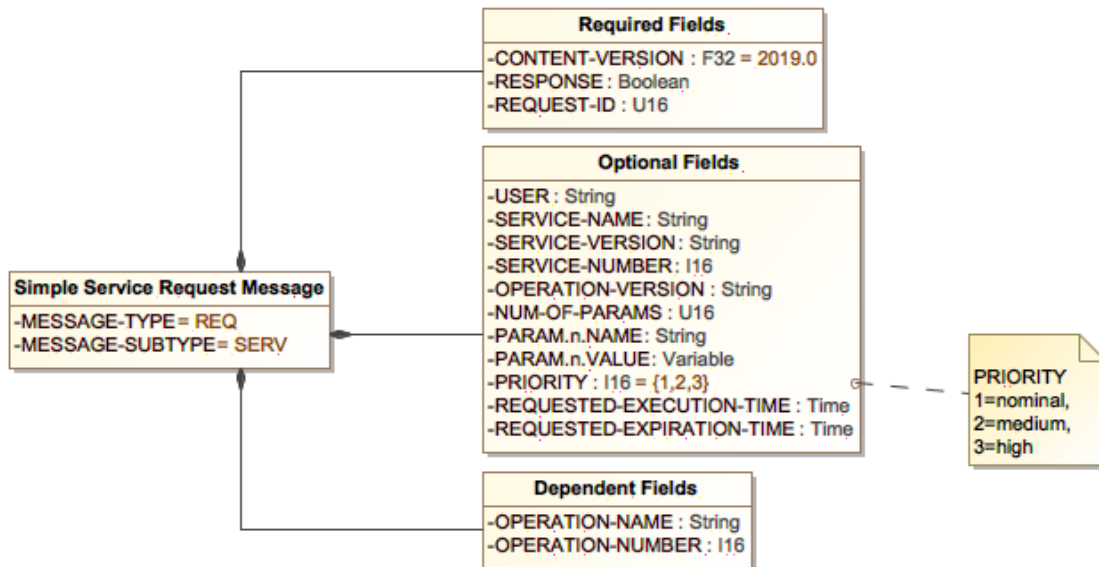 Required Fields
-CONTENT-VERSION : F32 = 2019.0
-RESPONSE : Boolean
-REQUEST-ID : U16
Optional Fields
-USER : String
-SERVICE-NAME : String
-SERVICE-VERSION : String
-SERVICE-NUMBER : I16
-OPERATION-VERSION : String
-NUM-OF-PARAMS : U16
-PARAM.n.NAME : String
-PARAM.n.VALUE : Variable
-PRIORITY : I16 = {1,2,3}
-REQUESTED-EXECUTION-TIME : Time
-REQUESTED-EXPIRATION-TIME : Time
Simple Service Request Message
-MESSAGE-TYPE = REQ
-MESSAGE-SUBTYPE = SERV
PRIORITY
1=nominal,
2=medium,
3=high
Dependent Fields
-OPERATION-NAME : String
-OPERATION-NUMBER : I16